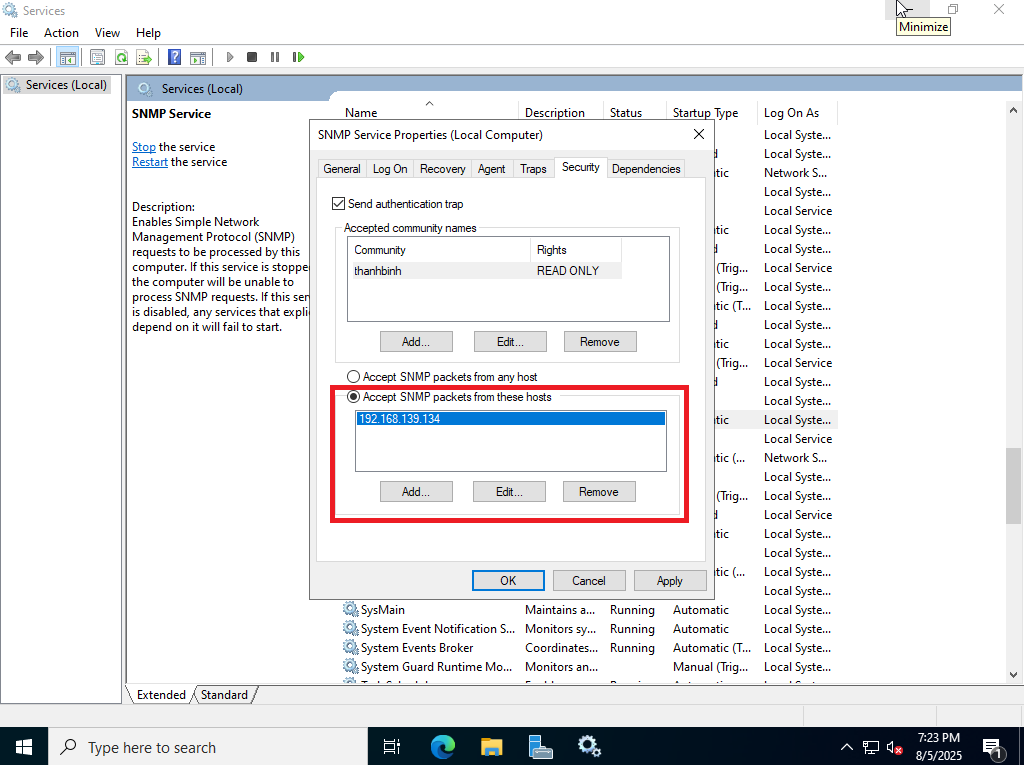 Services
Minimize
File Action View Help
Services (Local)
Services (Local)
SNMP Service
Stop the service
Restart the service
Description:
Enables Simple Network
Management Protocol (SNMP)
requests to be processed by this
computer. If this service is stopped
the computer will be unable to
process SNMP requests. If this ser
is disabled, any services that expli
depend on it will fail to start.
Name Description Status Startup Type Log On As
SNMP Service Properties (Local Computer)
General Log On Recovery Agent Traps Security Dependencies
Send authentication trap
Accepted community names
Community Rights
thanhbinh READ ONLY
Add... Edit... Remove
Accept SNMP packets from any host
Accept SNMP packets from these hosts
192.168.139.134
Add... Edit... Remove
OK Cancel Apply
Local Syste...
d Local Syste...
tic Network S...
Local Syste...
Local Service
tic Local Syste...
d Local Syste...
(Trig... Local Service
(Trig... Local Syste...
tic (T... Local Syste...
d Local Syste...
tic Local Syste...
(Trig... Local Service
d Local Syste...
Local Syste...
tic Local Syste...
Local Service
tic (... Network S...
Local Syste...
(Trig... Local Syste...
d Local Service
tic Local Syste...
Local Syste...
tic (... Local Syste...
Local Syste...
SysMain Maintains a... Running Automatic Local Syste...
System Event Notification S... Monitors sy... Running Automatic Local Syste...
System Events Broker Coordinates... Running Automatic (T... Local Syste...
System Guard Runtime Mo... Monitors an... Manual (Trig... Local Syste...
Extended Standard
Type here to search
7:23 PM
8/5/2025
1